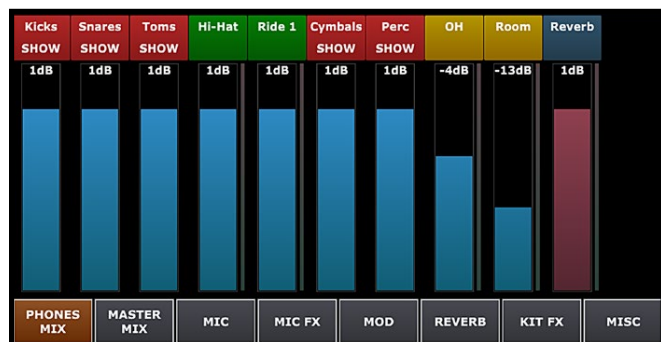 Kicks Snares Toms Hi-Hat Ride 1 Cymbals Perc OH Room Reverb
SHOW SHOW SHOW SHOW SHOW
1dB 1dB 1dB 1dB 1dB 1dB 1dB -4dB -13dB 1dB
PHONES MIX MASTER MIX MIC MIC FX MOD REVERB KIT FX MISC